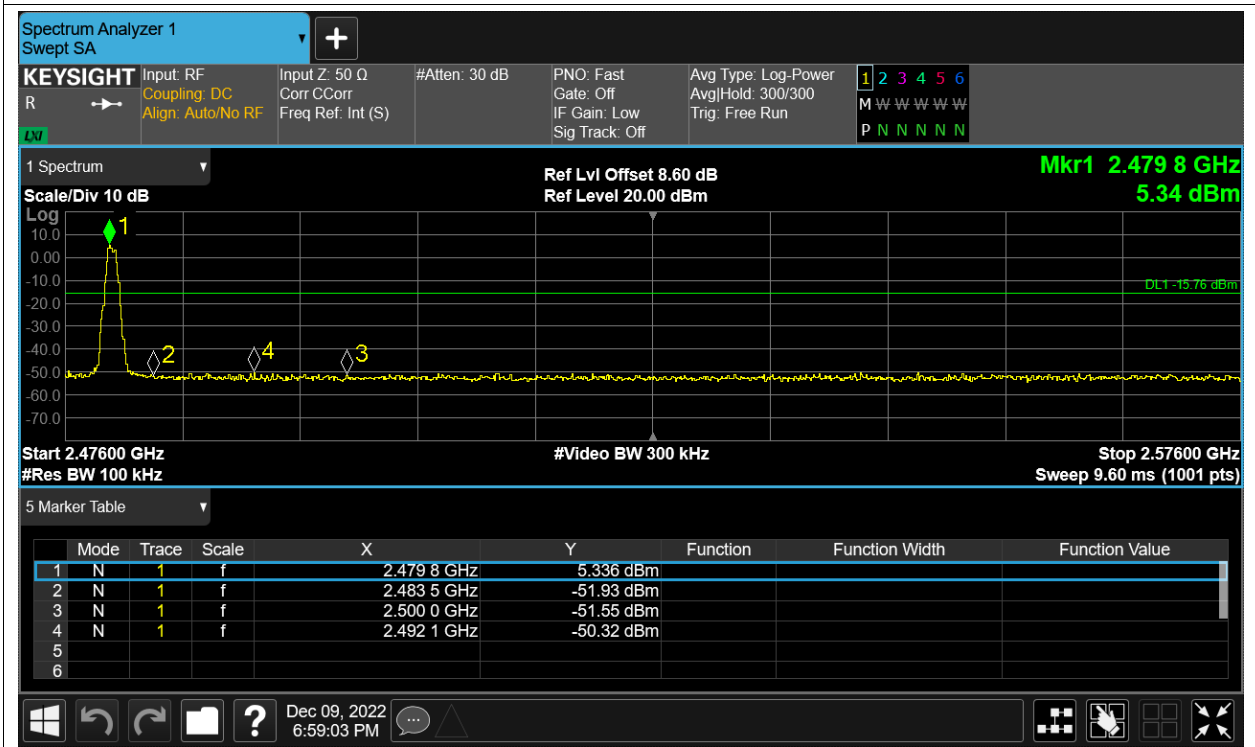 Spectrum Analyzer 1
Swept SA
KEYSIGHT
R
LXI
Input: RF
Coupling: DC
Align: Auto/No RF
Input Z: 50 Ω
Corr CCorr
Freq Ref: Int (S)
#Atten: 30 dB
PNO: Fast
Gate: Off
IF Gain: Low
Sig Track: Off
Avg Type: Log-Power
Avg|Hold: 300/300
Trig: Free Run
1 2 3 4 5 6
M W W W W W
P N N N N N
1 Spectrum
Scale/Div 10 dB
Ref Lvl Offset 8.60 dB
Ref Level 20.00 dBm
Mkr1 2.479 8 GHz
5.34 dBm
Log
10.0
0.00
-10.0
-20.0
-30.0
-40.0
-50.0
-60.0
-70.0
1
2
4
3
DL1 -15.76 dBm
Start 2.47600 GHz
#Video BW 300 kHz
Stop 2.57600 GHz
#Res BW 100 kHz
Sweep 9.60 ms (1001 pts)
5 Marker Table
Mode Trace Scale X Y Function Function Width Function Value
1 N 1 f 2.479 8 GHz 5.336 dBm
2 N 1 f 2.483 5 GHz -51.93 dBm
3 N 1 f 2.500 0 GHz -51.55 dBm
4 N 1 f 2.492 1 GHz -50.32 dBm
5
6
?
Dec 09, 2022
6:59:03 PM